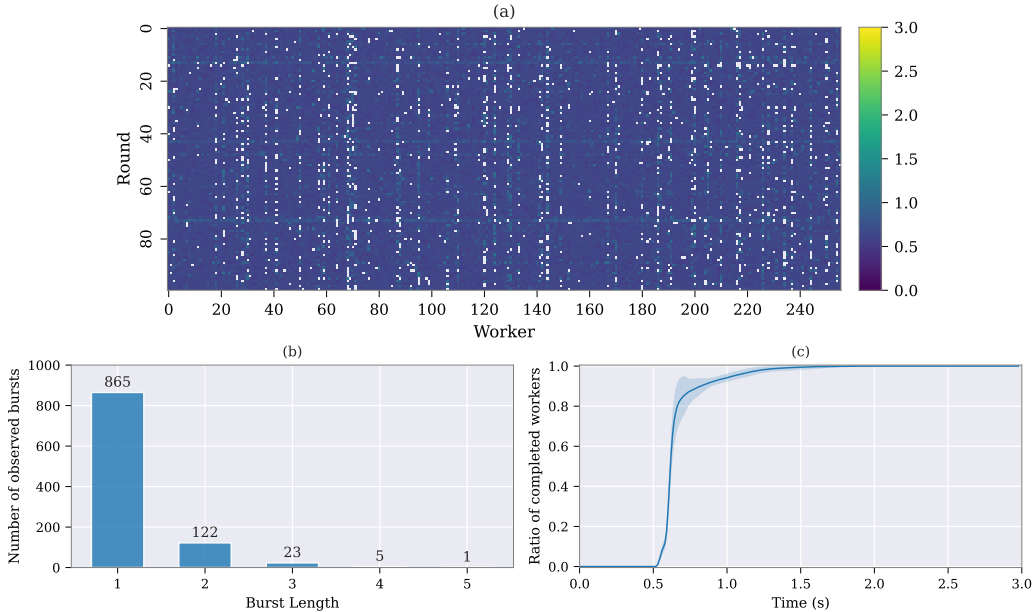 (a)
0
20
40
60
80
Round
0 20 40 60 80 100 120 140 160 180 200 220 240
Worker
3.0
2.5
2.0
1.5
1.0
0.5
0.0
(b)
1000
800
600
400
200
0
Number of observed bursts
865
122
23
5
1
1 2 3 4 5
Burst Length
(c)
1.0
0.8
0.6
0.4
0.2
0.0
Ratio of completed workers
0.0 0.5 1.0 1.5 2.0 2.5 3.0
Time (s)